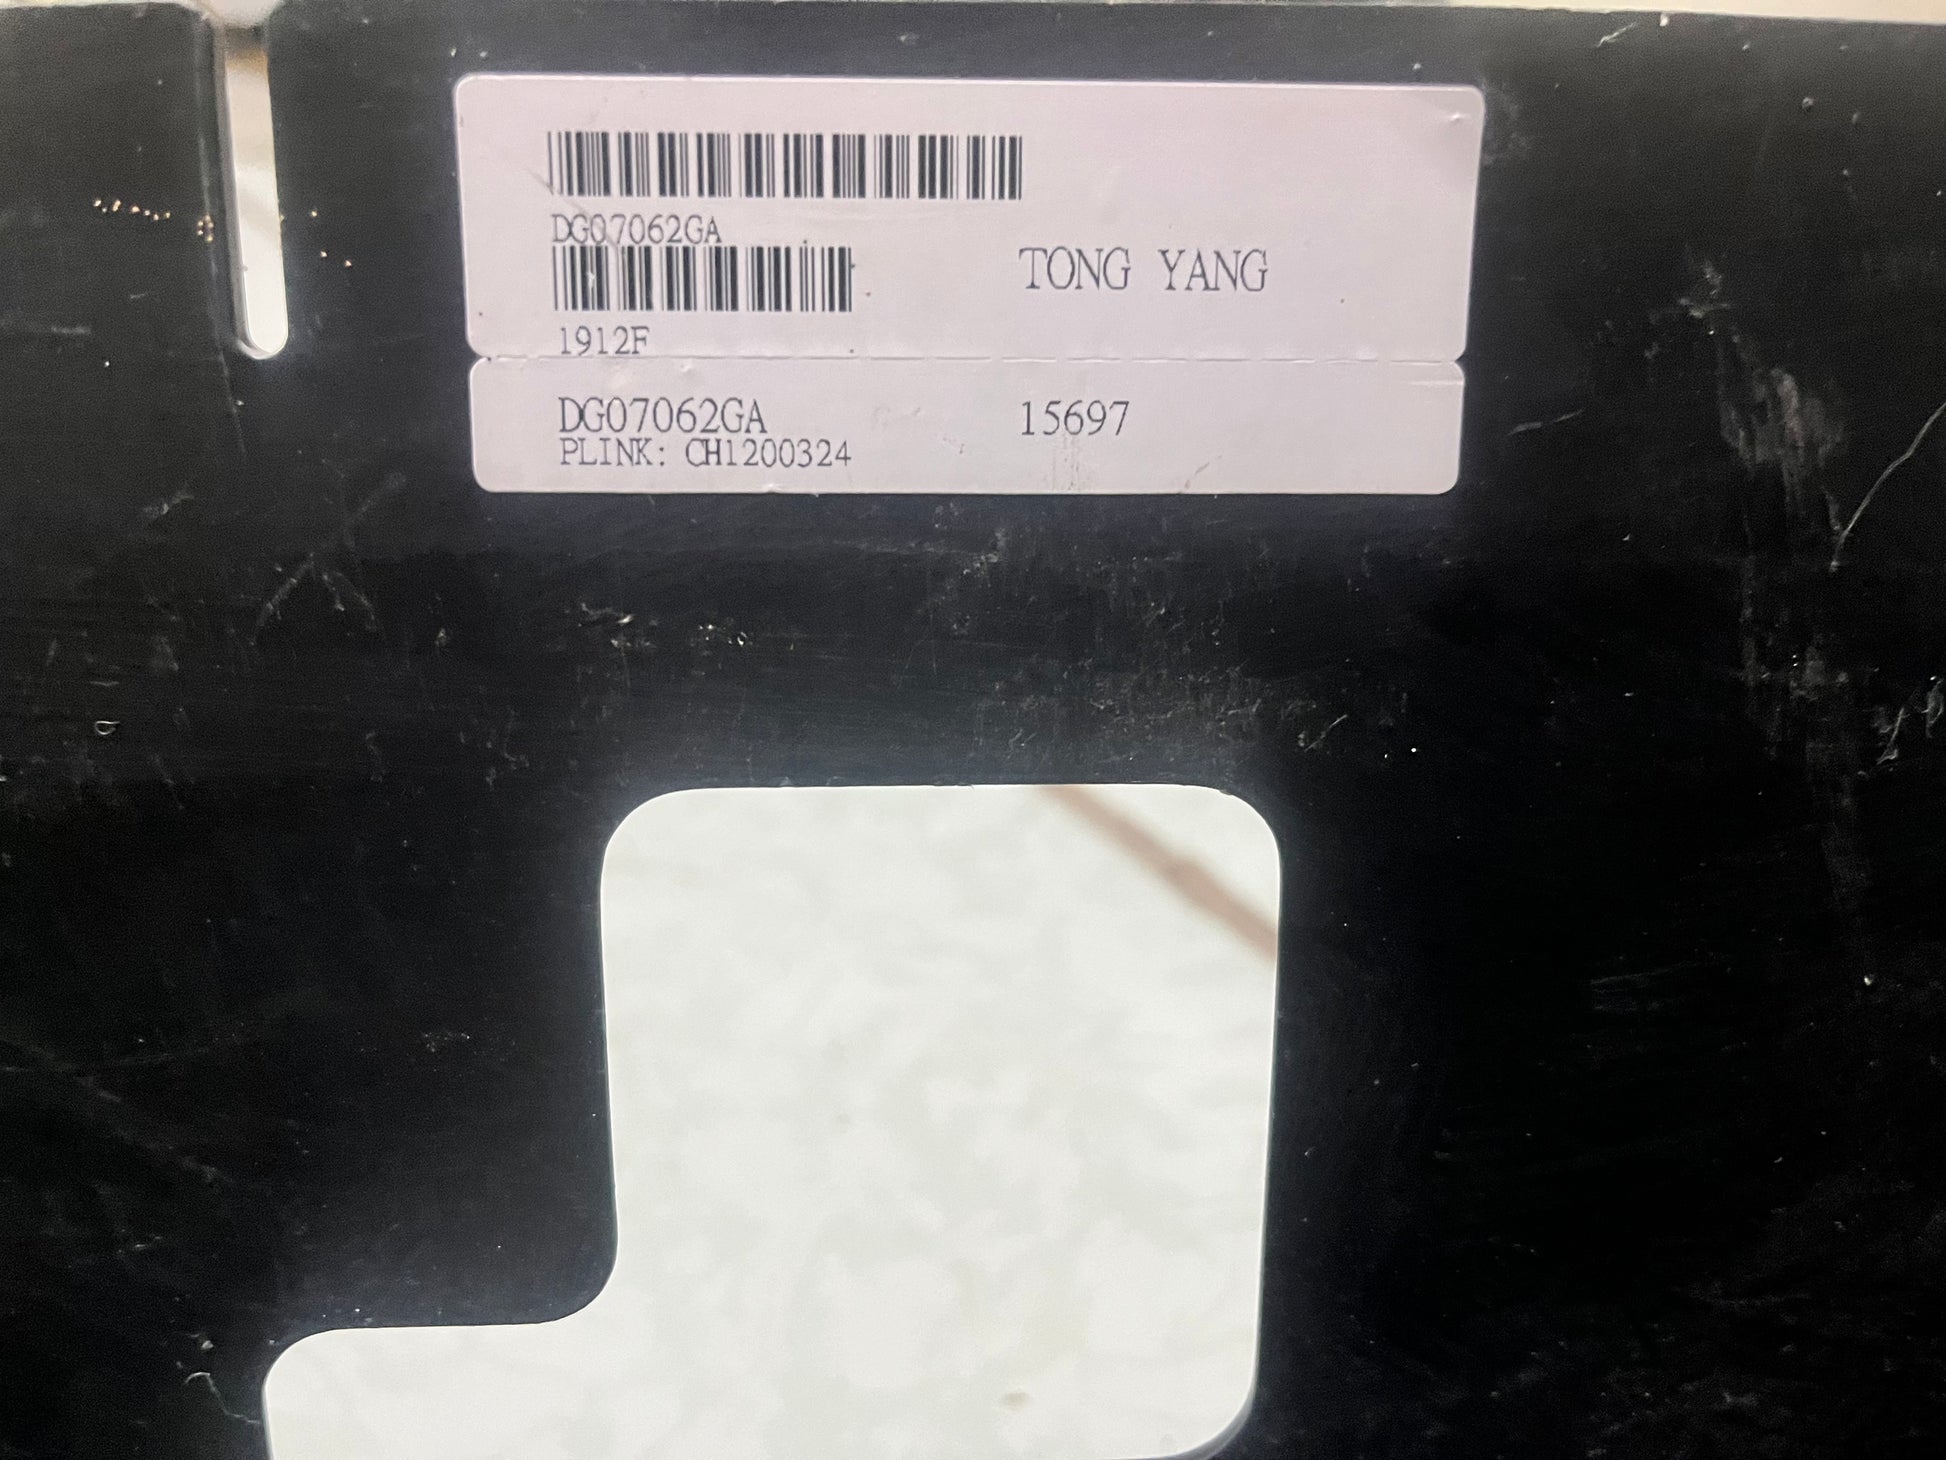 DG07062GA
TONG YANG
1912F
DG07062GA 15697
PLINK: CH1200324